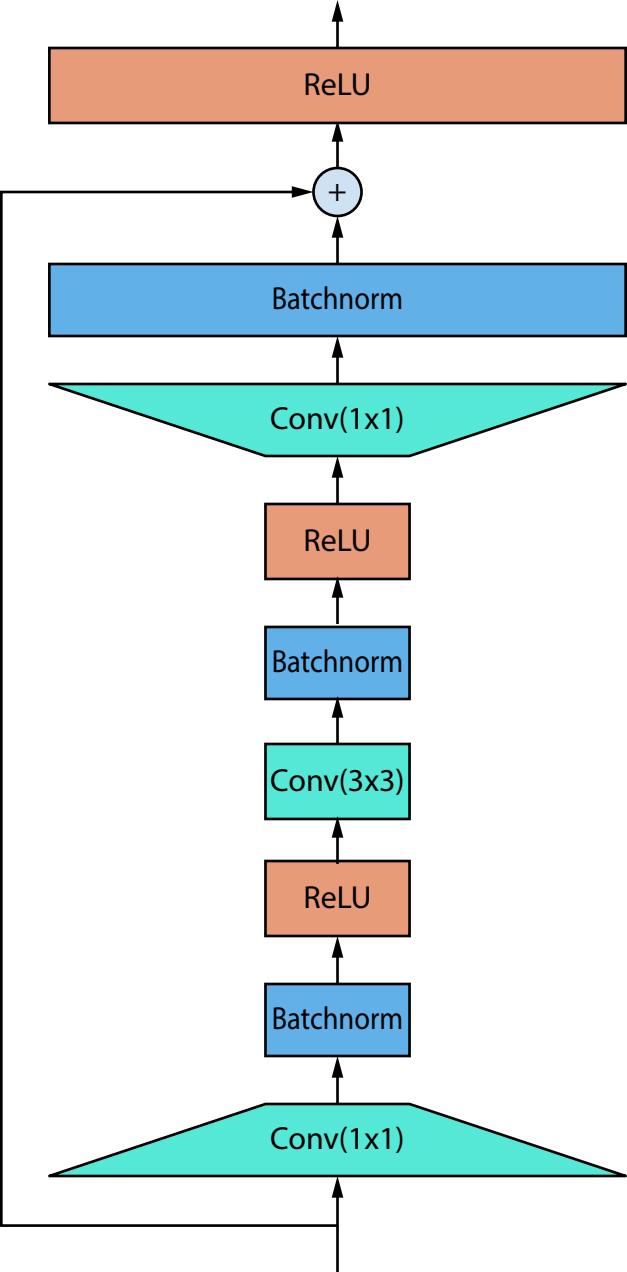 ReLU
+
Batchnorm
Conv(1x1)
ReLU
Batchnorm
Conv(3x3)
ReLU
Batchnorm
Conv(1x1)